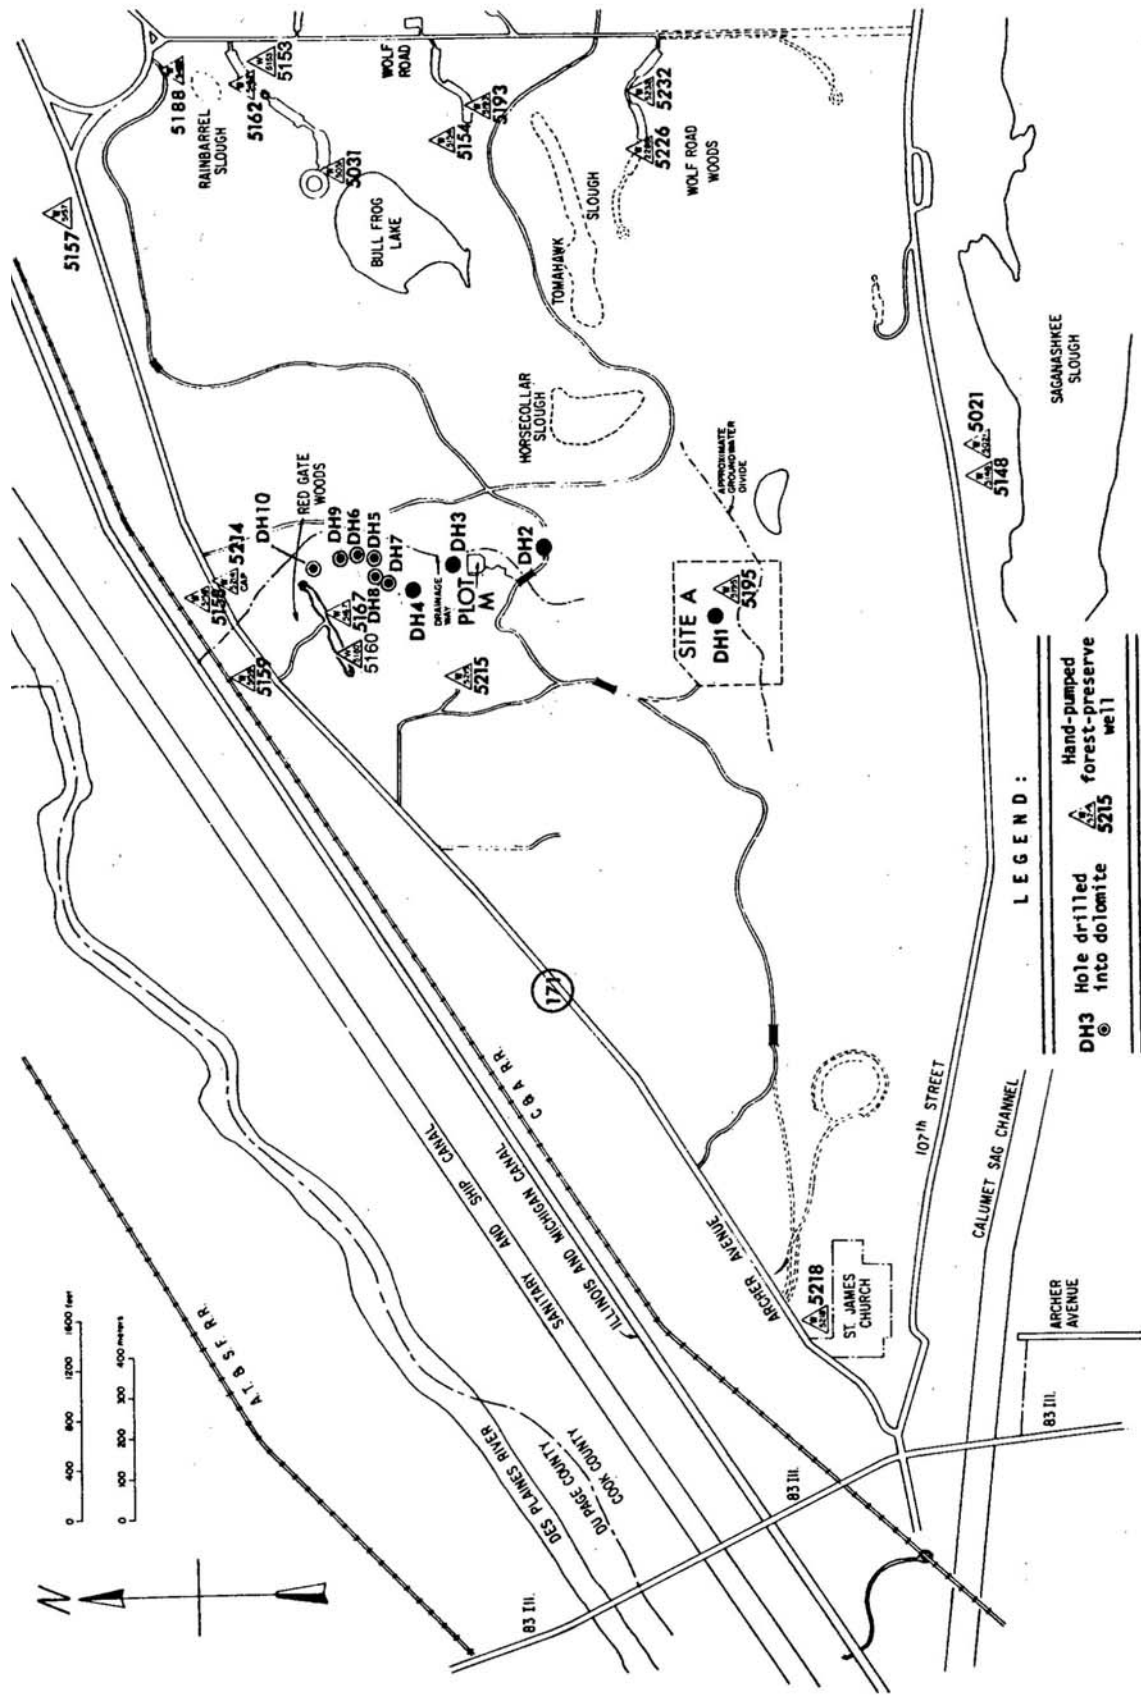 N
0 400 800 1200 1600 feet
0 100 200 300 400 meters
A.T. & S.F. R.R.
DES PLAINES RIVER
DU PAGE COUNTY
COOK COUNTY
SANITARY AND SHIP CANAL
ILLINOIS AND MICHIGAN CANAL
C & A R.R.
83 Ill.
83 Ill.
83 Ill.
171
ARCHER AVENUE
5218
ST. JAMES
CHURCH
107th STREET
CALUMET SAG CHANNEL
ARCHER
AVENUE
5157
5188
RAINBARREL
SLOUGH
5162
5153
5031
BULL FROG
LAKE
WOLF
ROAD
5154
5193
TOMAHAWK
SLOUGH
5232
5226
WOLF ROAD
WOODS
HORSECOLLAR
SLOUGH
RED GATE
WOODS
5158
5214
CAP
5159
DH10
DH9
DH6
DH5
DH7
DH8
5167
5160
DH4
DRAINAGE
WAY
DH3
PLOT
M
DH2
5215
APPROXIMATE
GROUNDWATER
DIVIDE
SITE A
DH1
5195
5021
5148
SAGANASHKEE
SLOUGH
LEGEND:
DH3 Hole drilled
into dolomite
5215 Hand-pumped
forest-preserve
well